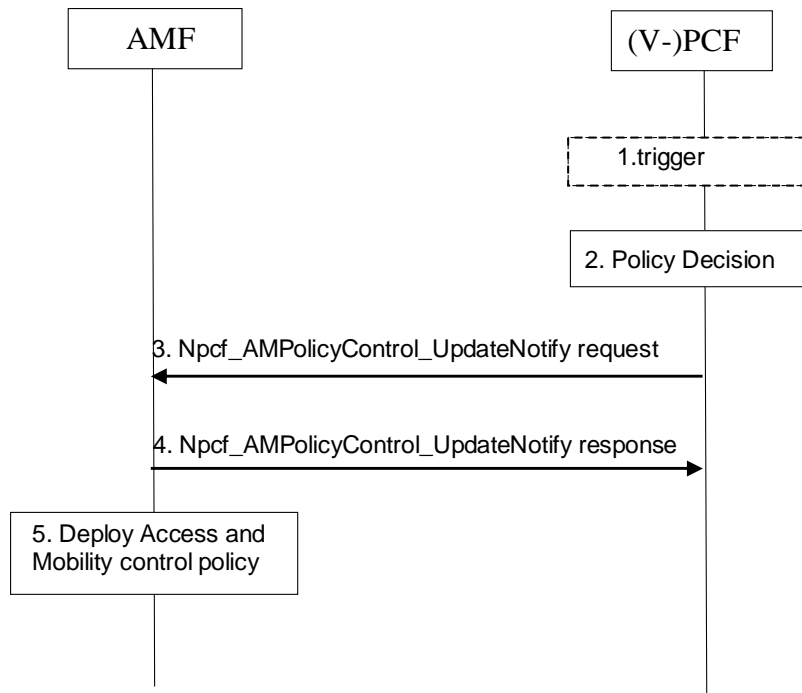 AMF
(V-)PCF
1.trigger
2. Policy Decision
3. Npcf_AMPolicyControl_UpdateNotify request
4. Npcf_AMPolicyControl_UpdateNotify response
5. Deploy Access and
Mobility control policy